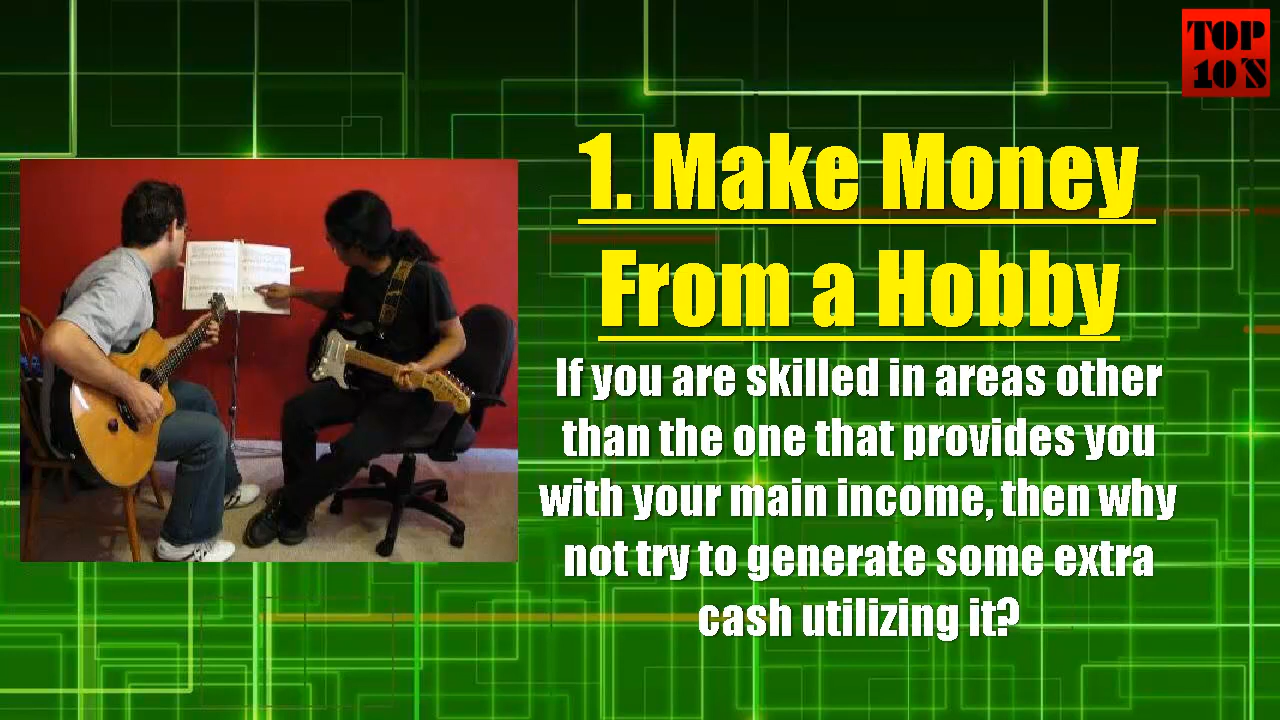 TOP
10'S
1. Make Money
From a Hobby
If you are skilled in areas other
than the one that provides you
with your main income, then why
not try to generate some extra
cash utilizing it?